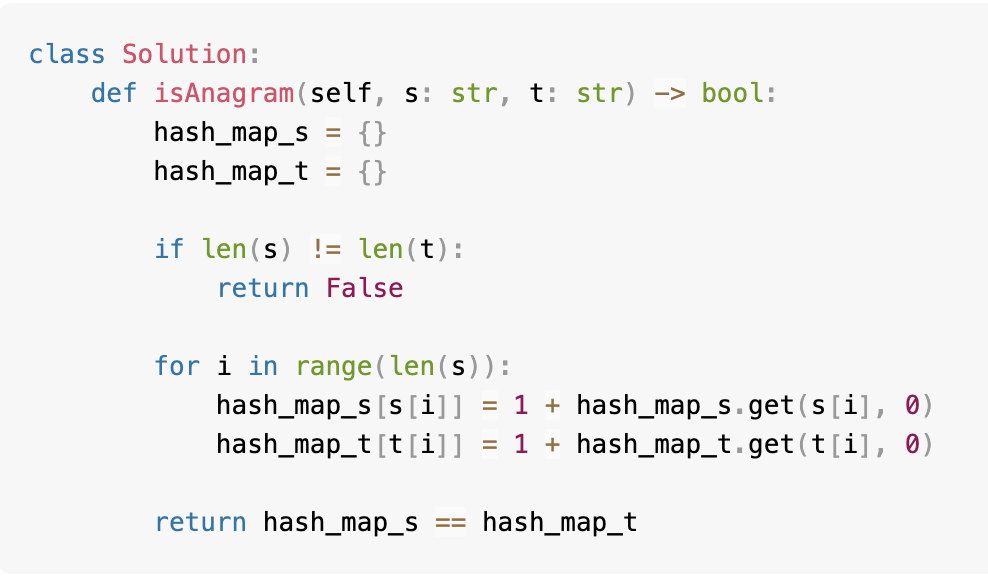 class Solution:
    def isAnagram(self, s: str, t: str) -> bool:
        hash_map_s = {}
        hash_map_t = {}

        if len(s) != len(t):
            return False

        for i in range(len(s)):
            hash_map_s[s[i]] = 1 + hash_map_s.get(s[i], 0)
            hash_map_t[t[i]] = 1 + hash_map_t.get(t[i], 0)

        return hash_map_s == hash_map_t